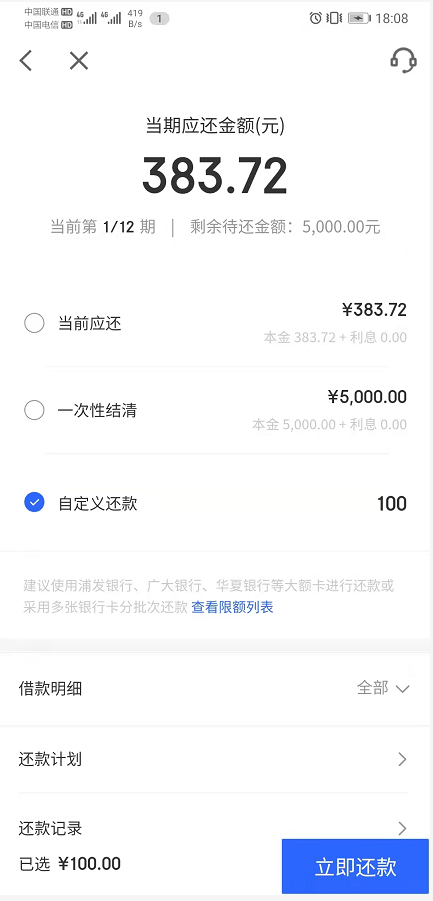 中国联通 HD 4G 4G 419 1 18:08
中国电信 HD B/s
当期应还金额(元)
383.72
当前第 1/12 期 | 剩余待还金额：5,000.00元
当前应还 ¥383.72
本金 383.72 + 利息 0.00
一次性结清 ¥5,000.00
本金 5,000.00 + 利息 0.00
自定义还款 100
建议使用浦发银行、广大银行、华夏银行等大额卡进行还款或
采用多张银行卡分批次还款 查看限额列表
借款明细 全部
还款计划
还款记录
已选 ¥100.00 立即还款